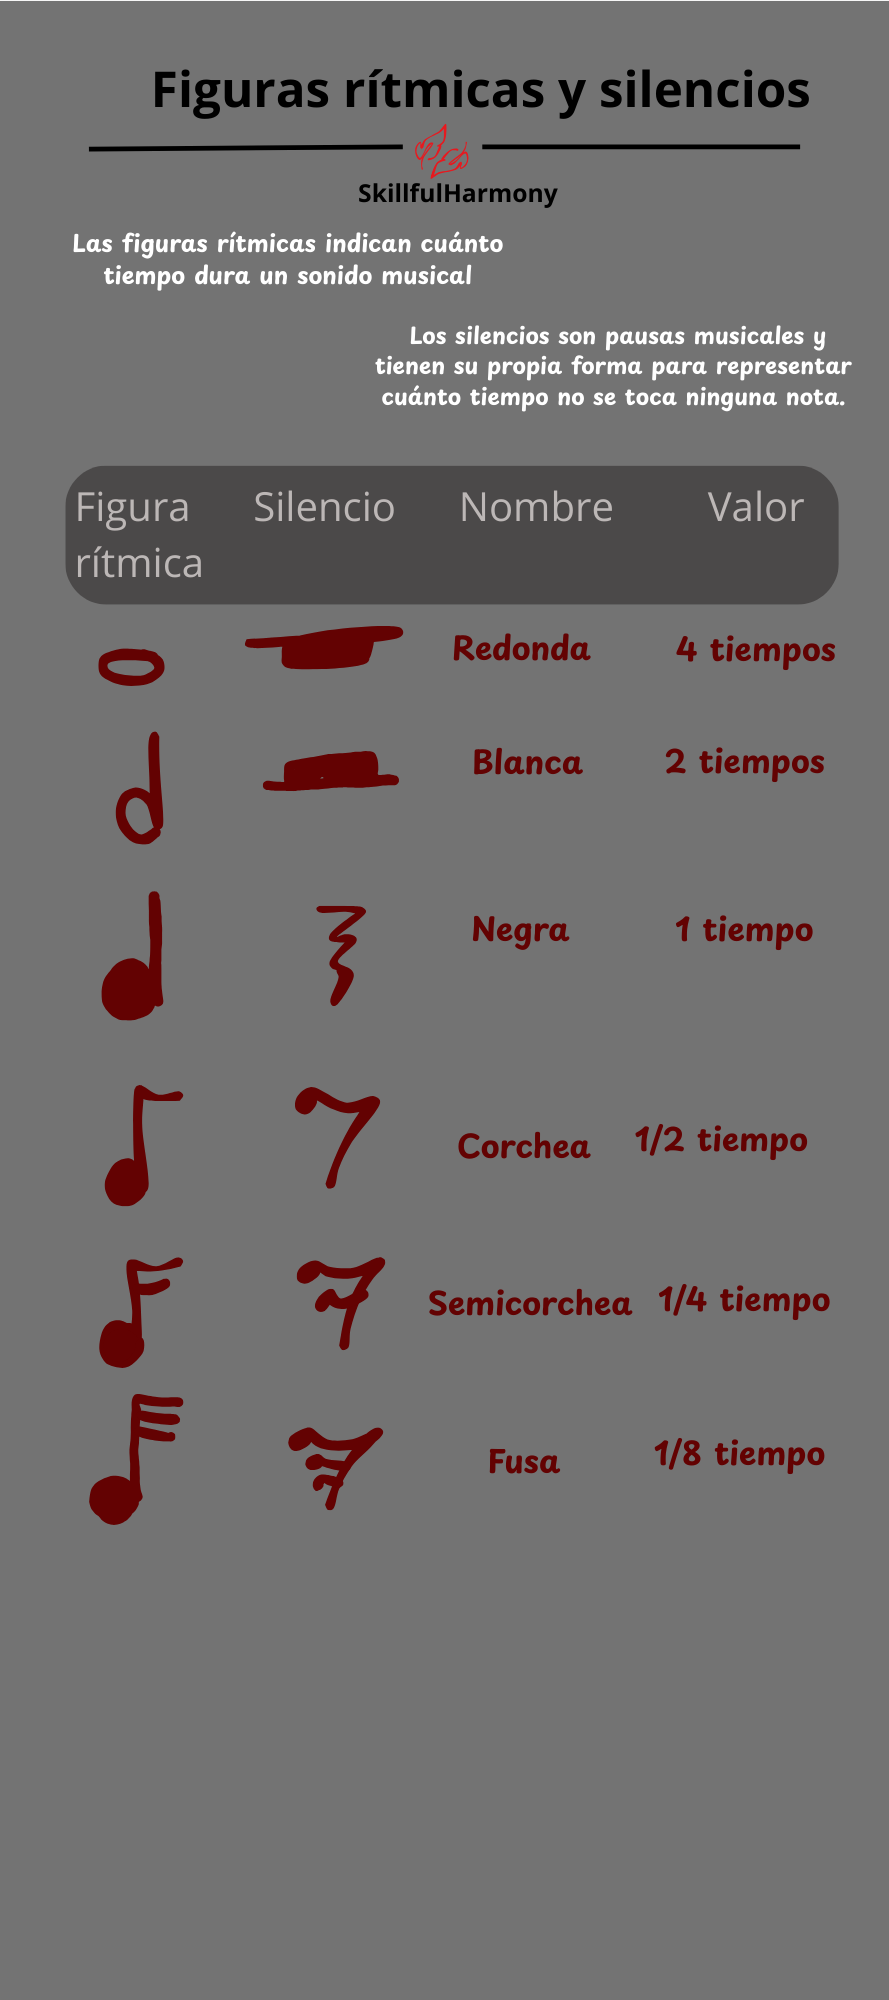 Figuras rítmicas y silencios
SkillfulHarmony
Las figuras rítmicas indican cuánto
tiempo dura un sonido musical
Los silencios son pausas musicales y
tienen su propia forma para representar
cuánto tiempo no se toca ninguna nota.
Figura rítmica Silencio Nombre Valor
Redonda 4 tiempos
Blanca 2 tiempos
Negra 1 tiempo
Corchea 1/2 tiempo
Semicorchea 1/4 tiempo
Fusa 1/8 tiempo